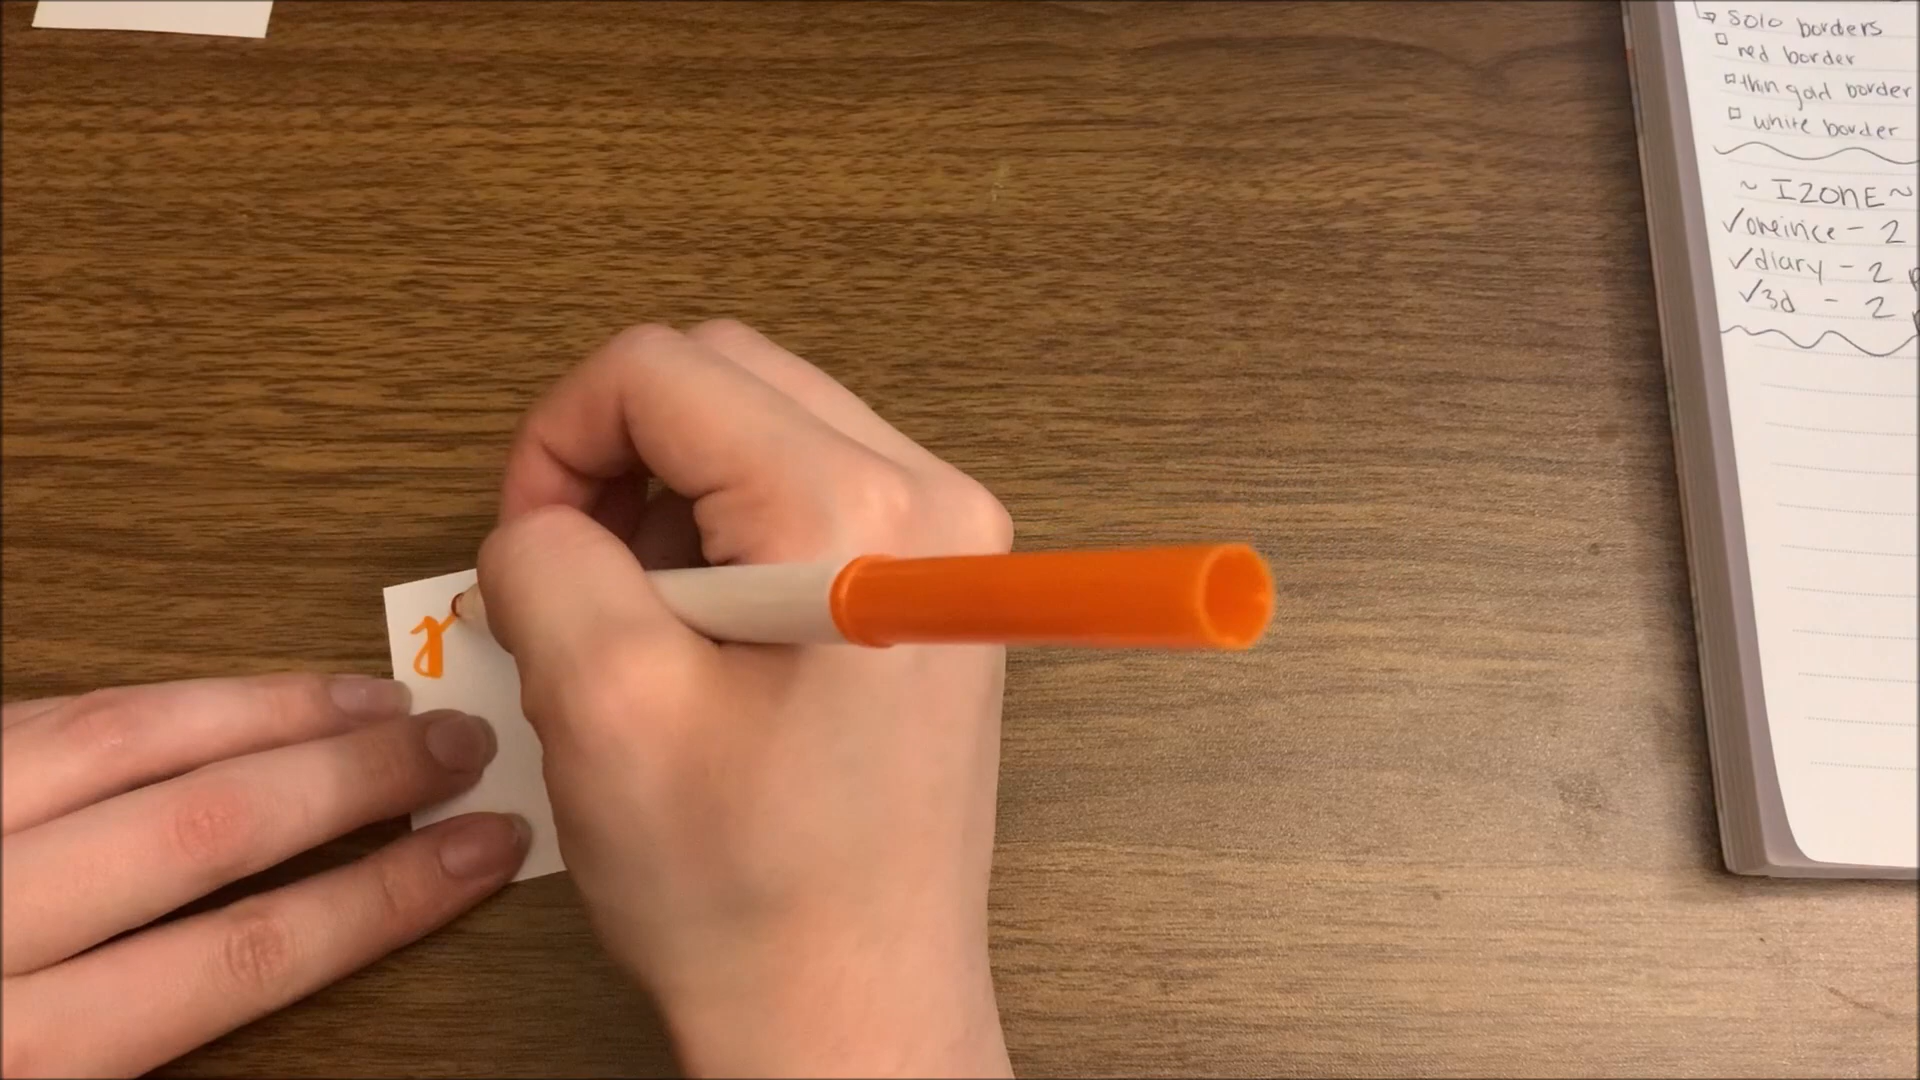 solo borders
□ red border
□ thin gold border
□ white border
~ IZONE ~
✓oneiric - 2
✓diary - 2
✓3d - 2